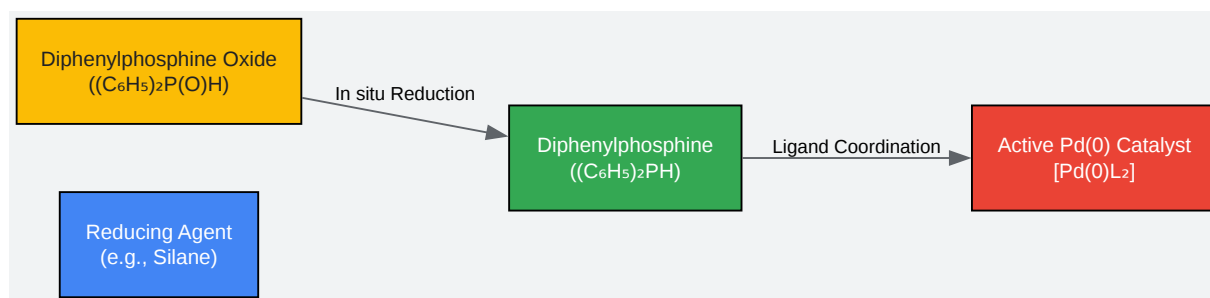 Diphenylphosphine Oxide
((C₆H₅)₂P(O)H)
In situ Reduction
Diphenylphosphine
((C₆H₅)₂PH)
Ligand Coordination
Active Pd(0) Catalyst
[Pd(0)L₂]
Reducing Agent
(e.g., Silane)